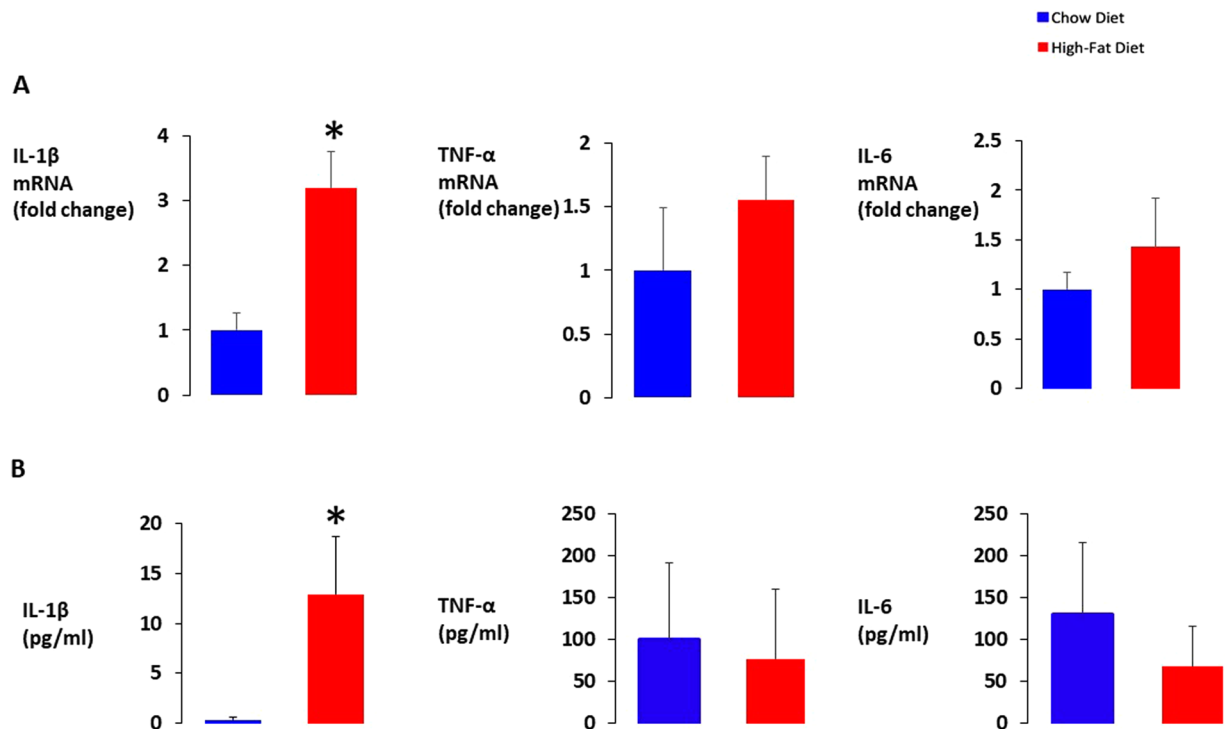 Chow Diet
High-Fat Diet
A
IL-1β
mRNA
(fold change)
4
3
2
1
0
*
TNF-α
mRNA
(fold change)
2
1.5
1
0.5
0
IL-6
mRNA
(fold change)
2.5
2
1.5
1
0.5
0
B
IL-1β
(pg/ml)
20
15
10
5
0
*
TNF-α
(pg/ml)
250
200
150
100
50
0
IL-6
(pg/ml)
250
200
150
100
50
0